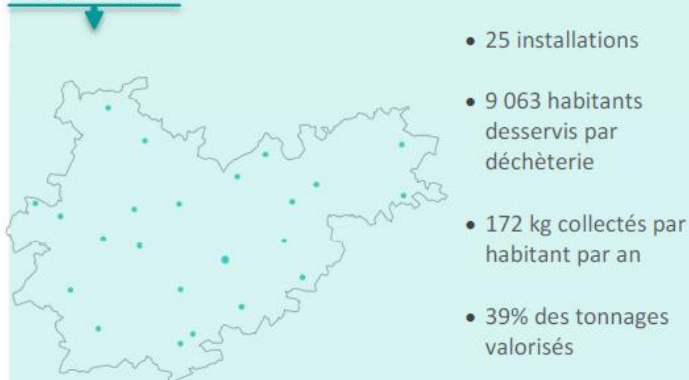 • 25 installations
• 9 063 habitants
desservis par
déchèterie
• 172 kg collectés par
habitant par an
• 39% des tonnages
valorisés